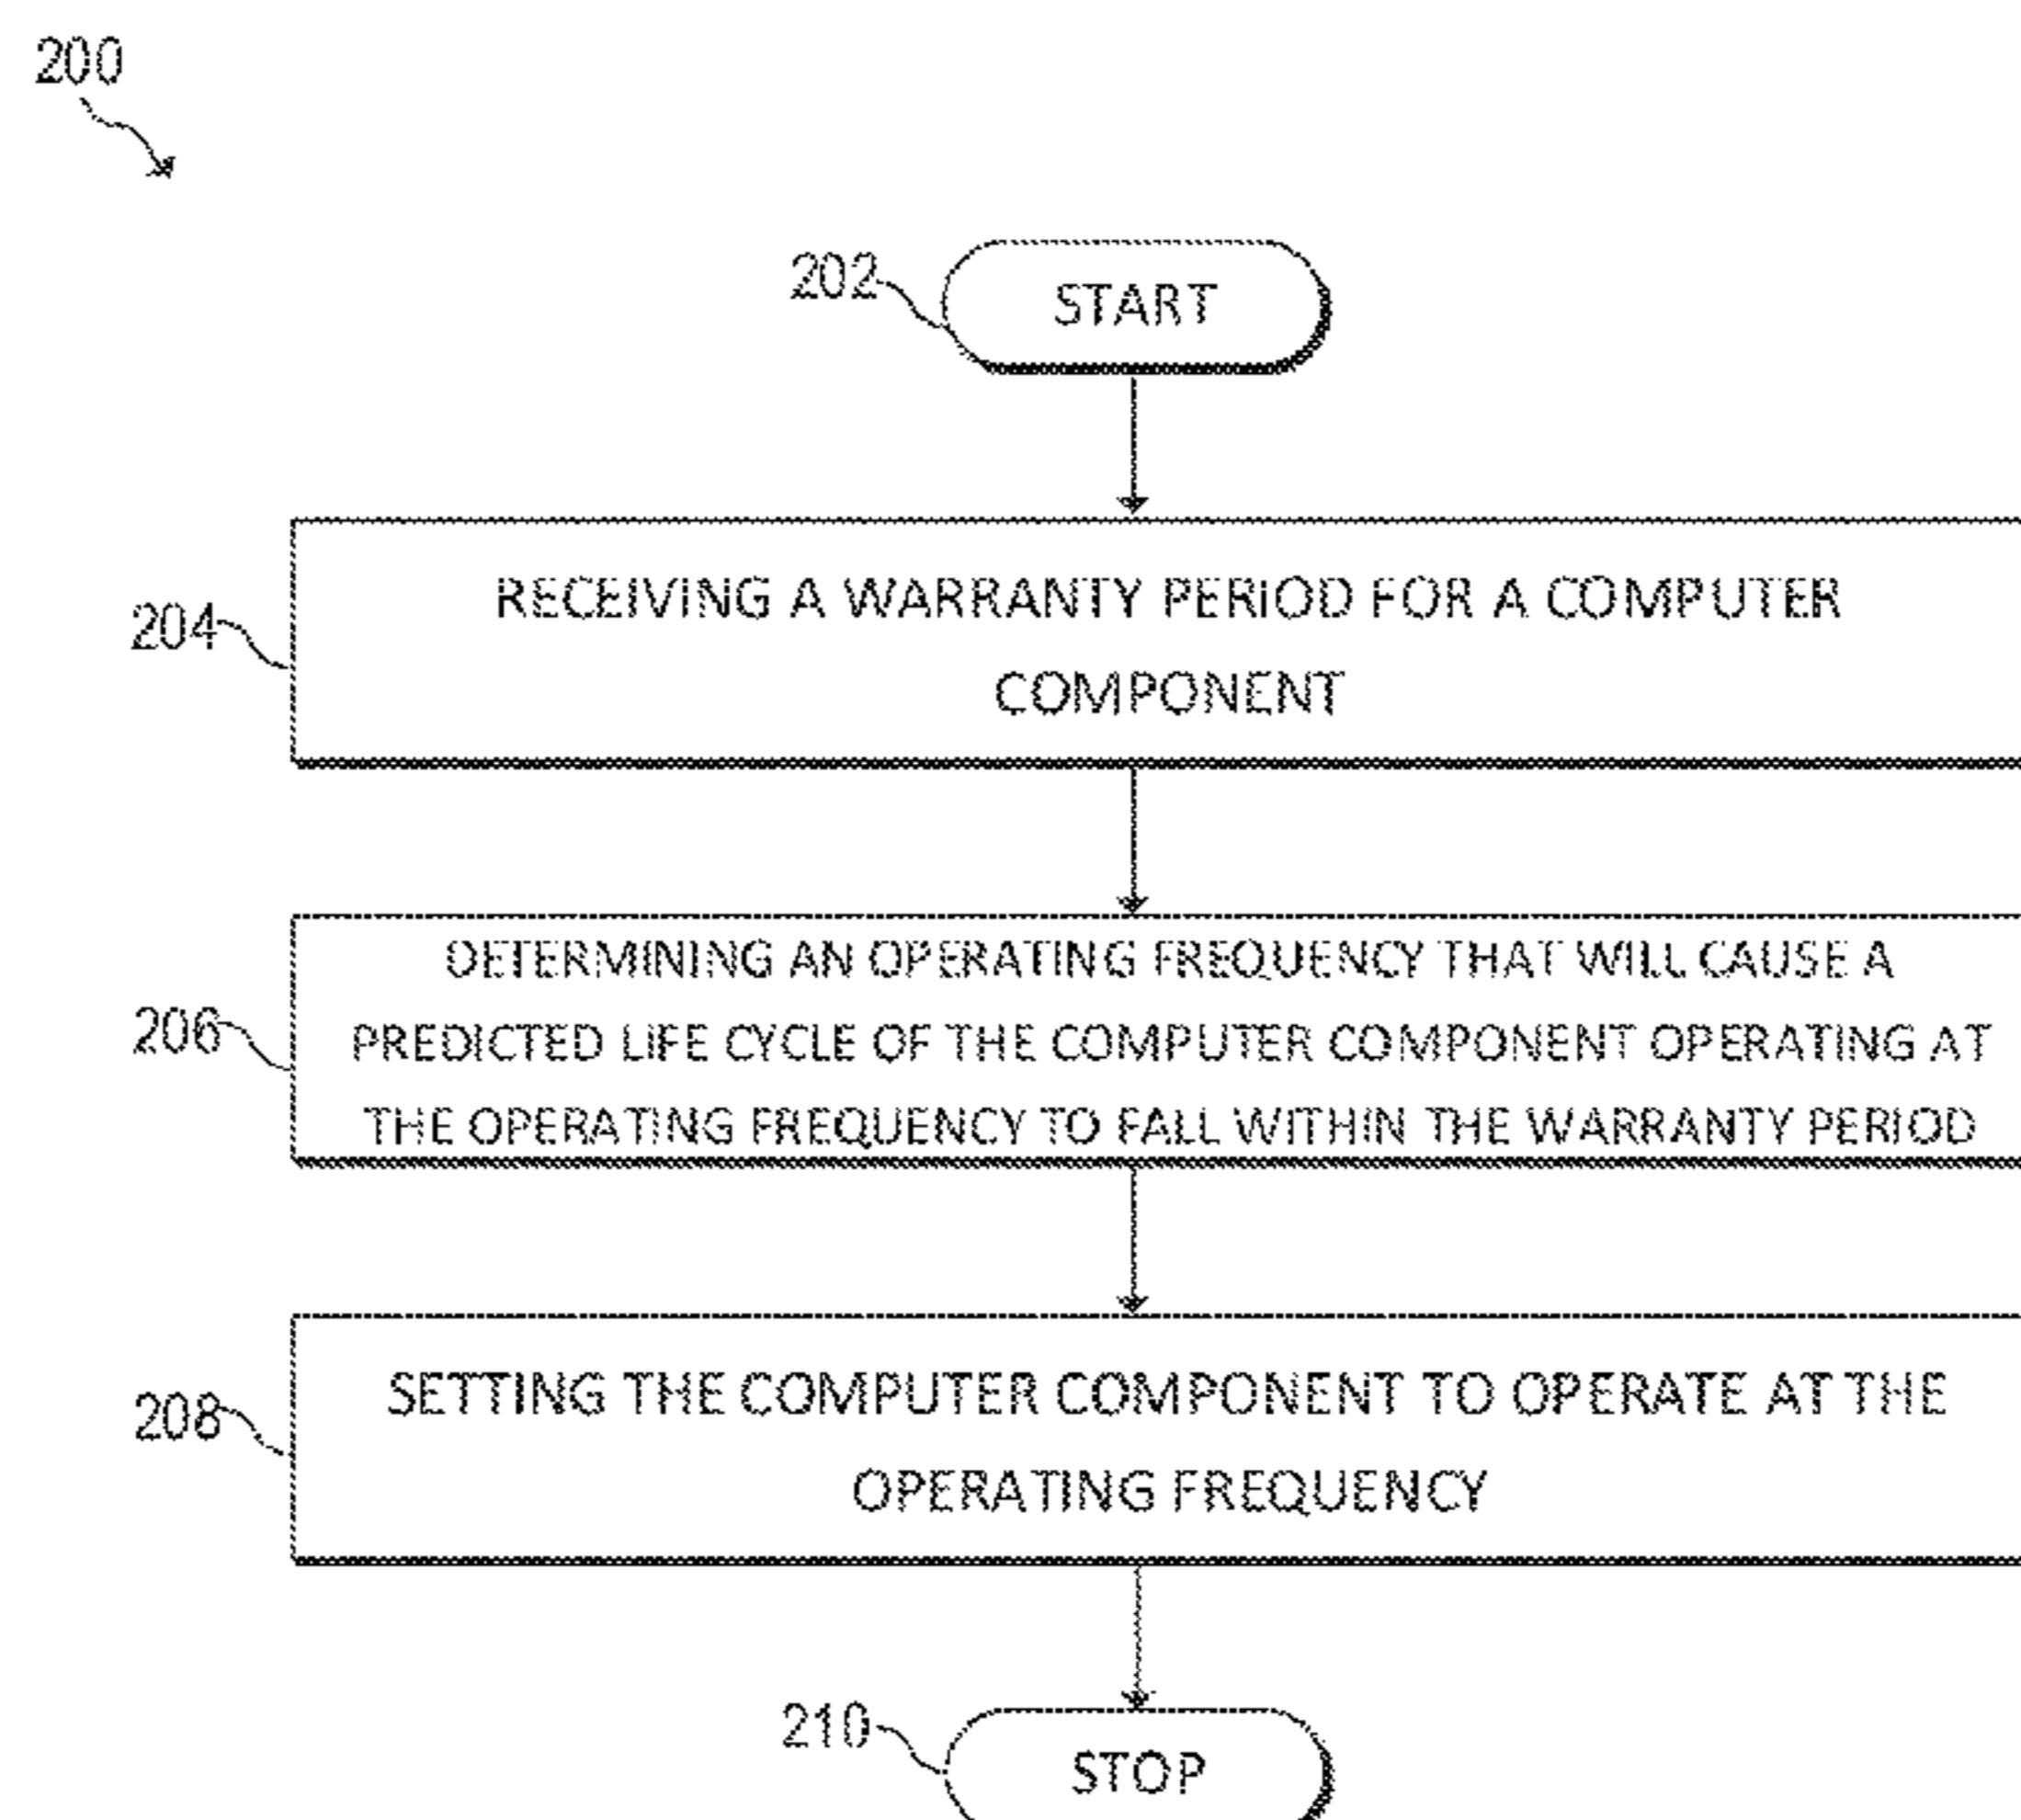 200
202
START
204
RECEIVING A WARRANTY PERIOD FOR A COMPUTER
COMPONENT
206
DETERMINING AN OPERATING FREQUENCY THAT WILL CAUSE A
PREDICTED LIFE CYCLE OF THE COMPUTER COMPONENT OPERATING AT
THE OPERATING FREQUENCY TO FALL WITHIN THE WARRANTY PERIOD
208
SETTING THE COMPUTER COMPONENT TO OPERATE AT THE
OPERATING FREQUENCY
210
STOP